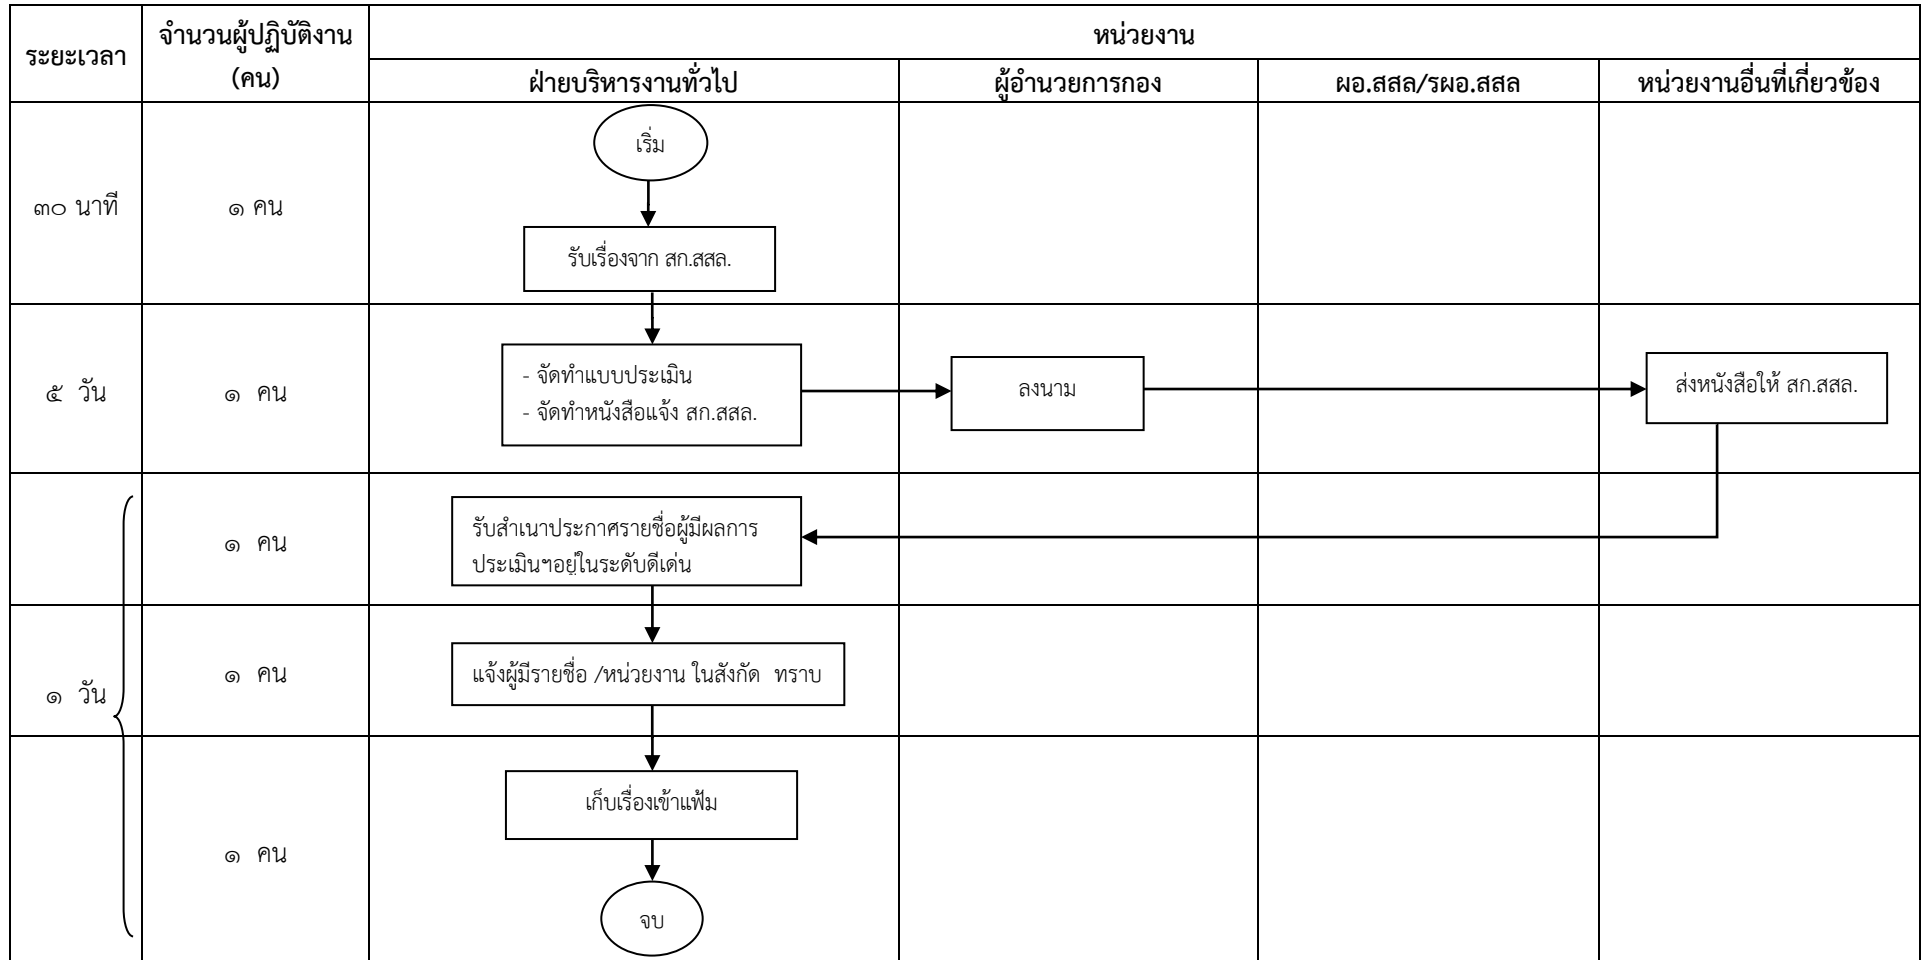 ระยะเวลา
จำนวนผู้ปฏิบัติงาน
(คน)
หน่วยงาน
ฝ่ายบริหารงานทั่วไป
ผู้อำนวยการกอง
ผอ.สสล/รผอ.สสล
หน่วยงานอื่นที่เกี่ยวข้อง
เริ่ม
๓๐ นาที
๑ คน
รับเรื่องจาก สก.สสล.
๕ วัน
๑ คน
- จัดทำแบบประเมิน
- จัดทำหนังสือแจ้ง สก.สสล.
ลงนาม
ส่งหนังสือให้ สก.สสล.
๑ คน
รับสำเนาประกาศรายชื่อผู้มีผลการ
ประเมินฯอยู่ในระดับดีเด่น
๑ วัน
๑ คน
แจ้งผู้มีรายชื่อ /หน่วยงาน ในสังกัด ทราบ
เก็บเรื่องเข้าแฟ้ม
๑ คน
จบ